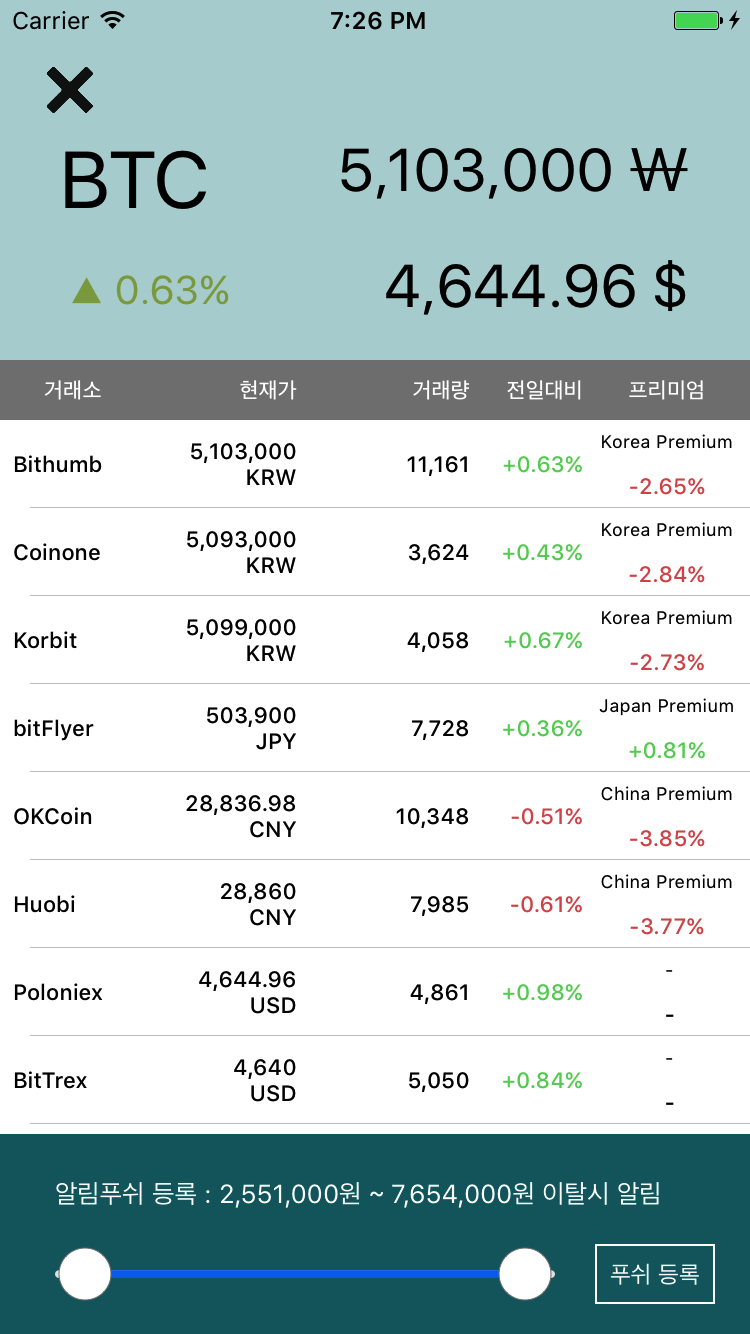 Carrier 7:26 PM
BTC 5,103,000 ₩
▲ 0.63% 4,644.96 $
거래소 현재가 거래량 전일대비 프리미엄
Bithumb 5,103,000 KRW 11,161 +0.63% Korea Premium -2.65%
Coinone 5,093,000 KRW 3,624 +0.43% Korea Premium -2.84%
Korbit 5,099,000 KRW 4,058 +0.67% Korea Premium -2.73%
bitFlyer 503,900 JPY 7,728 +0.36% Japan Premium +0.81%
OKCoin 28,836.98 CNY 10,348 -0.51% China Premium -3.85%
Huobi 28,860 CNY 7,985 -0.61% China Premium -3.77%
Poloniex 4,644.96 USD 4,861 +0.98% - -
BitTrex 4,640 USD 5,050 +0.84% - -
알림푸쉬 등록 : 2,551,000원 ~ 7,654,000원 이탈시 알림
푸쉬 등록